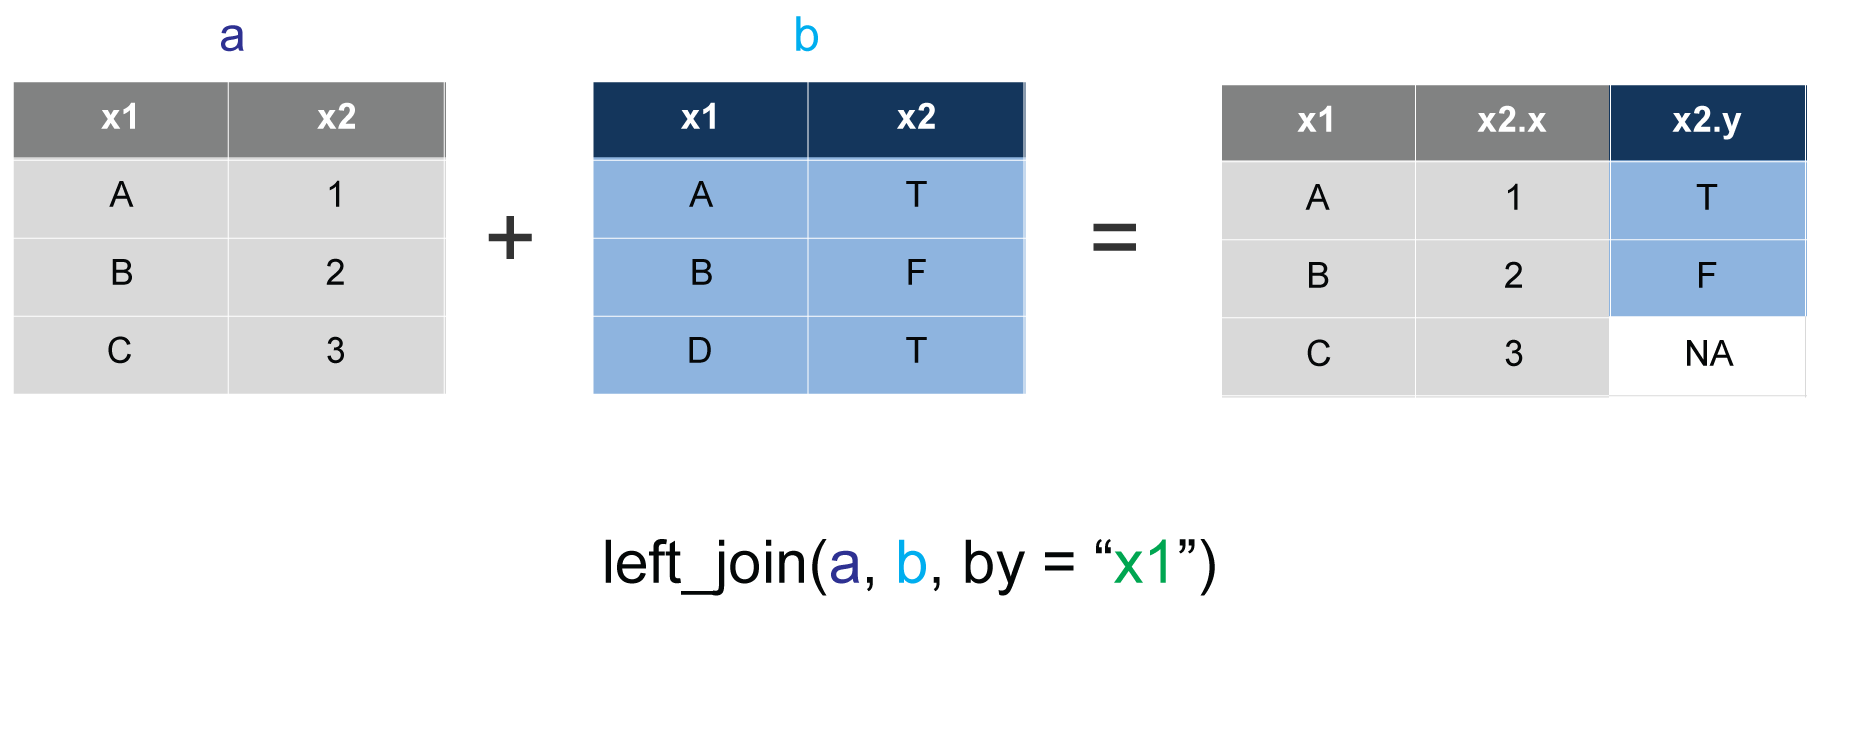 a b
x1 x2 x1 x2 x1 x2.x x2.y
A 1 A T A 1 T
B 2 B F B 2 F
C 3 D T C 3 NA
+ =
left_join(a, b, by = “x1”)